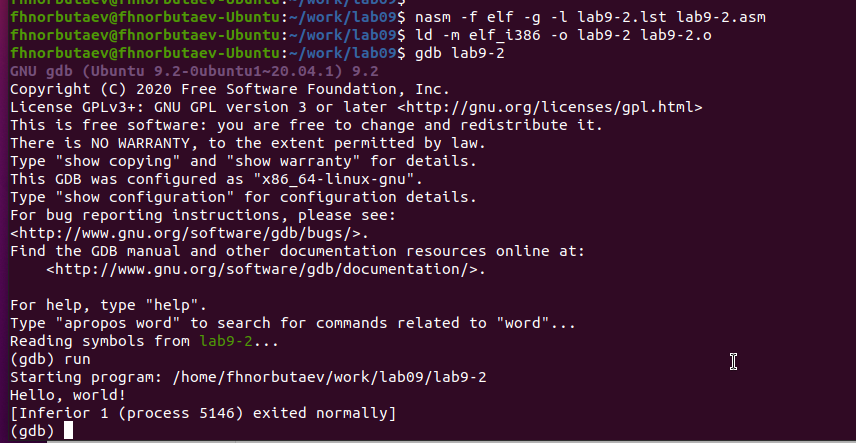 fhnorbutaev@fhnorbutaev-Ubuntu:~/work/lab09$
fhnorbutaev@fhnorbutaev-Ubuntu:~/work/lab09$ nasm -f elf -g -l lab9-2.lst lab9-2.asm
fhnorbutaev@fhnorbutaev-Ubuntu:~/work/lab09$ ld -m elf_i386 -o lab9-2 lab9-2.o
fhnorbutaev@fhnorbutaev-Ubuntu:~/work/lab09$ gdb lab9-2
GNU gdb (Ubuntu 9.2-0ubuntu1~20.04.1) 9.2
Copyright (C) 2020 Free Software Foundation, Inc.
License GPLv3+: GNU GPL version 3 or later <http://gnu.org/licenses/gpl.html>
This is free software: you are free to change and redistribute it.
There is NO WARRANTY, to the extent permitted by law.
Type "show copying" and "show warranty" for details.
This GDB was configured as "x86_64-linux-gnu".
Type "show configuration" for configuration details.
For bug reporting instructions, please see:
<http://www.gnu.org/software/gdb/bugs/>.
Find the GDB manual and other documentation resources online at:
    <http://www.gnu.org/software/gdb/documentation/>.

For help, type "help".
Type "apropos word" to search for commands related to "word"...
Reading symbols from lab9-2...
(gdb) run
Starting program: /home/fhnorbutaev/work/lab09/lab9-2
Hello, world!
[Inferior 1 (process 5146) exited normally]
(gdb)